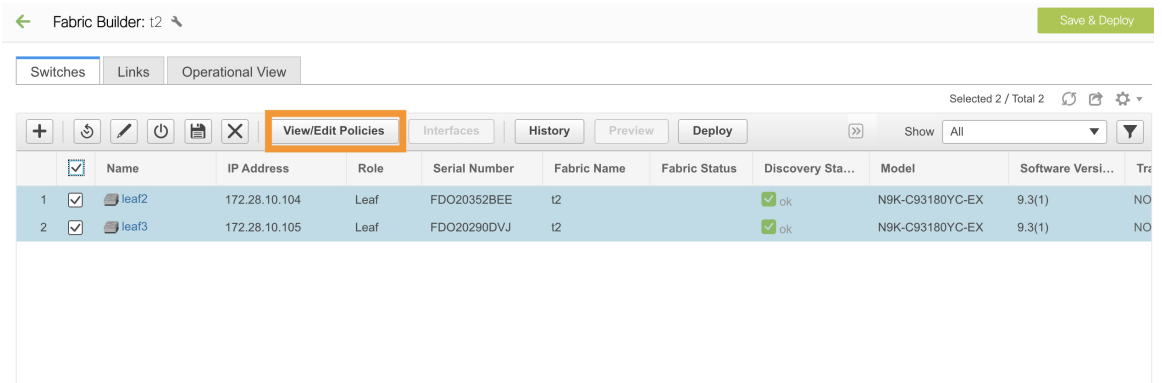 Fabric Builder: t2
Save & Deploy
Switches Links Operational View
Selected 2 / Total 2
View/Edit Policies Interfaces History Preview Deploy Show All
Name IP Address Role Serial Number Fabric Name Fabric Status Discovery Sta... Model Software Versi... Tra
1 leaf2 172.28.10.104 Leaf FDO20352BEE t2 ok N9K-C93180YC-EX 9.3(1) NO
2 leaf3 172.28.10.105 Leaf FDO20290DVJ t2 ok N9K-C93180YC-EX 9.3(1) NO